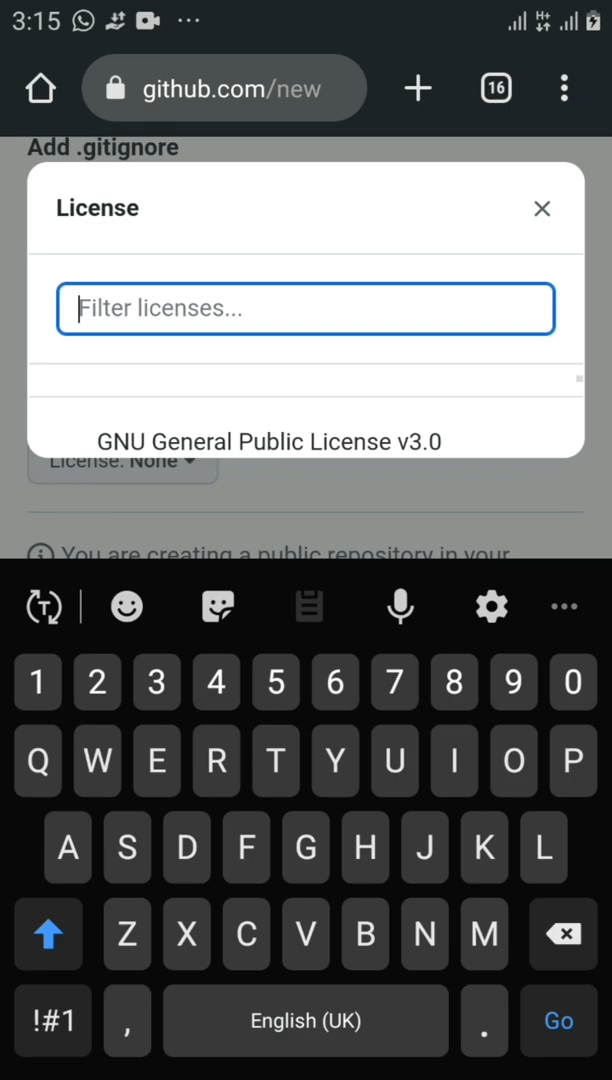 3:15
H+
github.com/new
16
Add .gitignore
License
Filter licenses...
GNU General Public License v3.0
License: None
You are creating a public repository in your
T
1 2 3 4 5 6 7 8 9 0
Q W E R T Y U I O P
A S D F G H J K L
Z X C V B N M
!#1 , English (UK) . Go